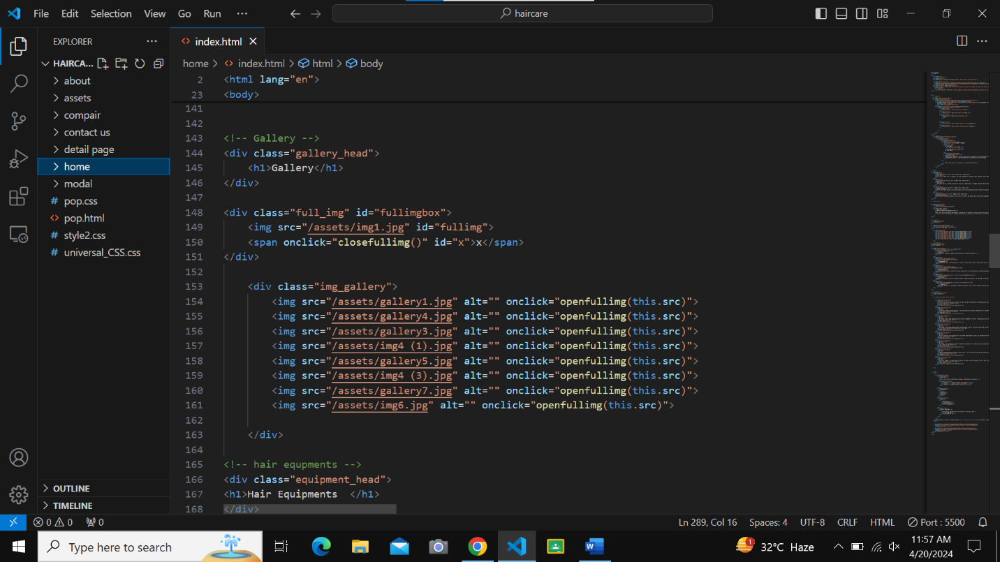 File Edit Selection View Go Run ··· haircare
EXPLORER ···
index.html
HAIRCA...
home > index.html > html > body
about
assets
compair
contact us
detail page
home
modal
pop.css
pop.html
style2.css
universal_CSS.css
OUTLINE
TIMELINE
2 <html lang="en">
23 <body>
141
142
143 <!-- Gallery -->
144 <div class="gallery_head">
145 <h1>Gallery</h1>
146 </div>
147
148 <div class="full_img" id="fullimgbox">
149 <img src="/assets/img1.jpg" id="fullimg">
150 <span onclick="closefullimg()" id="x">x</span>
151 </div>
152
153 <div class="img_gallery">
154 <img src="/assets/gallery1.jpg" alt="" onclick="openfullimg(this.src)">
155 <img src="/assets/gallery4.jpg" alt="" onclick="openfullimg(this.src)">
156 <img src="/assets/gallery3.jpg" alt="" onclick="openfullimg(this.src)">
157 <img src="/assets/img4 (1).jpg" alt="" onclick="openfullimg(this.src)">
158 <img src="/assets/gallery5.jpg" alt="" onclick="openfullimg(this.src)">
159 <img src="/assets/img4 (3).jpg" alt="" onclick="openfullimg(this.src)">
160 <img src="/assets/gallery7.jpg" alt="" onclick="openfullimg(this.src)">
161 <img src="/assets/img6.jpg" alt="" onclick="openfullimg(this.src)">
162
163 </div>
164
165 <!-- hair equpments -->
166 <div class="equipment_head">
167 <h1>Hair Equipments  </h1>
168 </div>
0 0 0 Ln 289, Col 16 Spaces: 4 UTF-8 CRLF HTML Port : 5500
Type here to search 1 32°C Haze 11:57 AM
4/20/2024